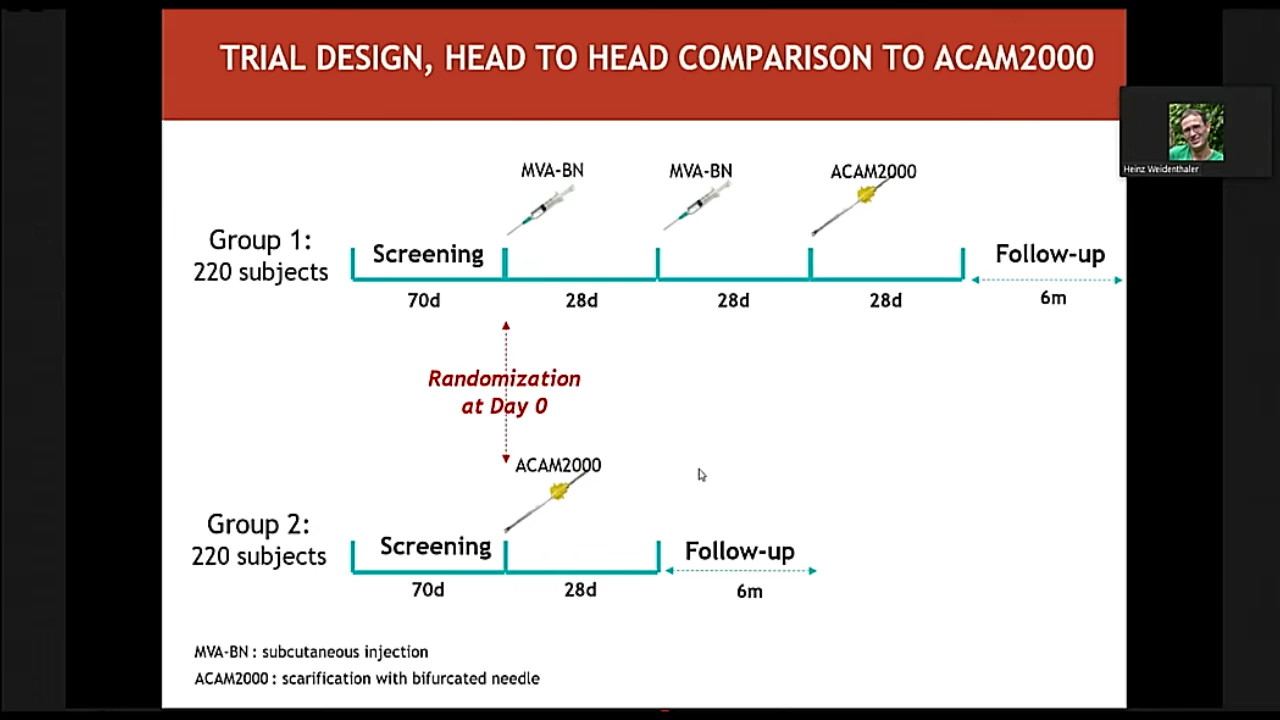 TRIAL DESIGN, HEAD TO HEAD COMPARISON TO ACAM2000
Heinz Weidenthaler
MVA-BN
MVA-BN
ACAM2000
Group 1:
220 subjects
Screening
Follow-up
70d
28d
28d
28d
6m
Randomization
at Day 0
ACAM2000
Group 2:
220 subjects
Screening
Follow-up
70d
28d
6m
MVA-BN : subcutaneous injection
ACAM2000 : scarification with bifurcated needle